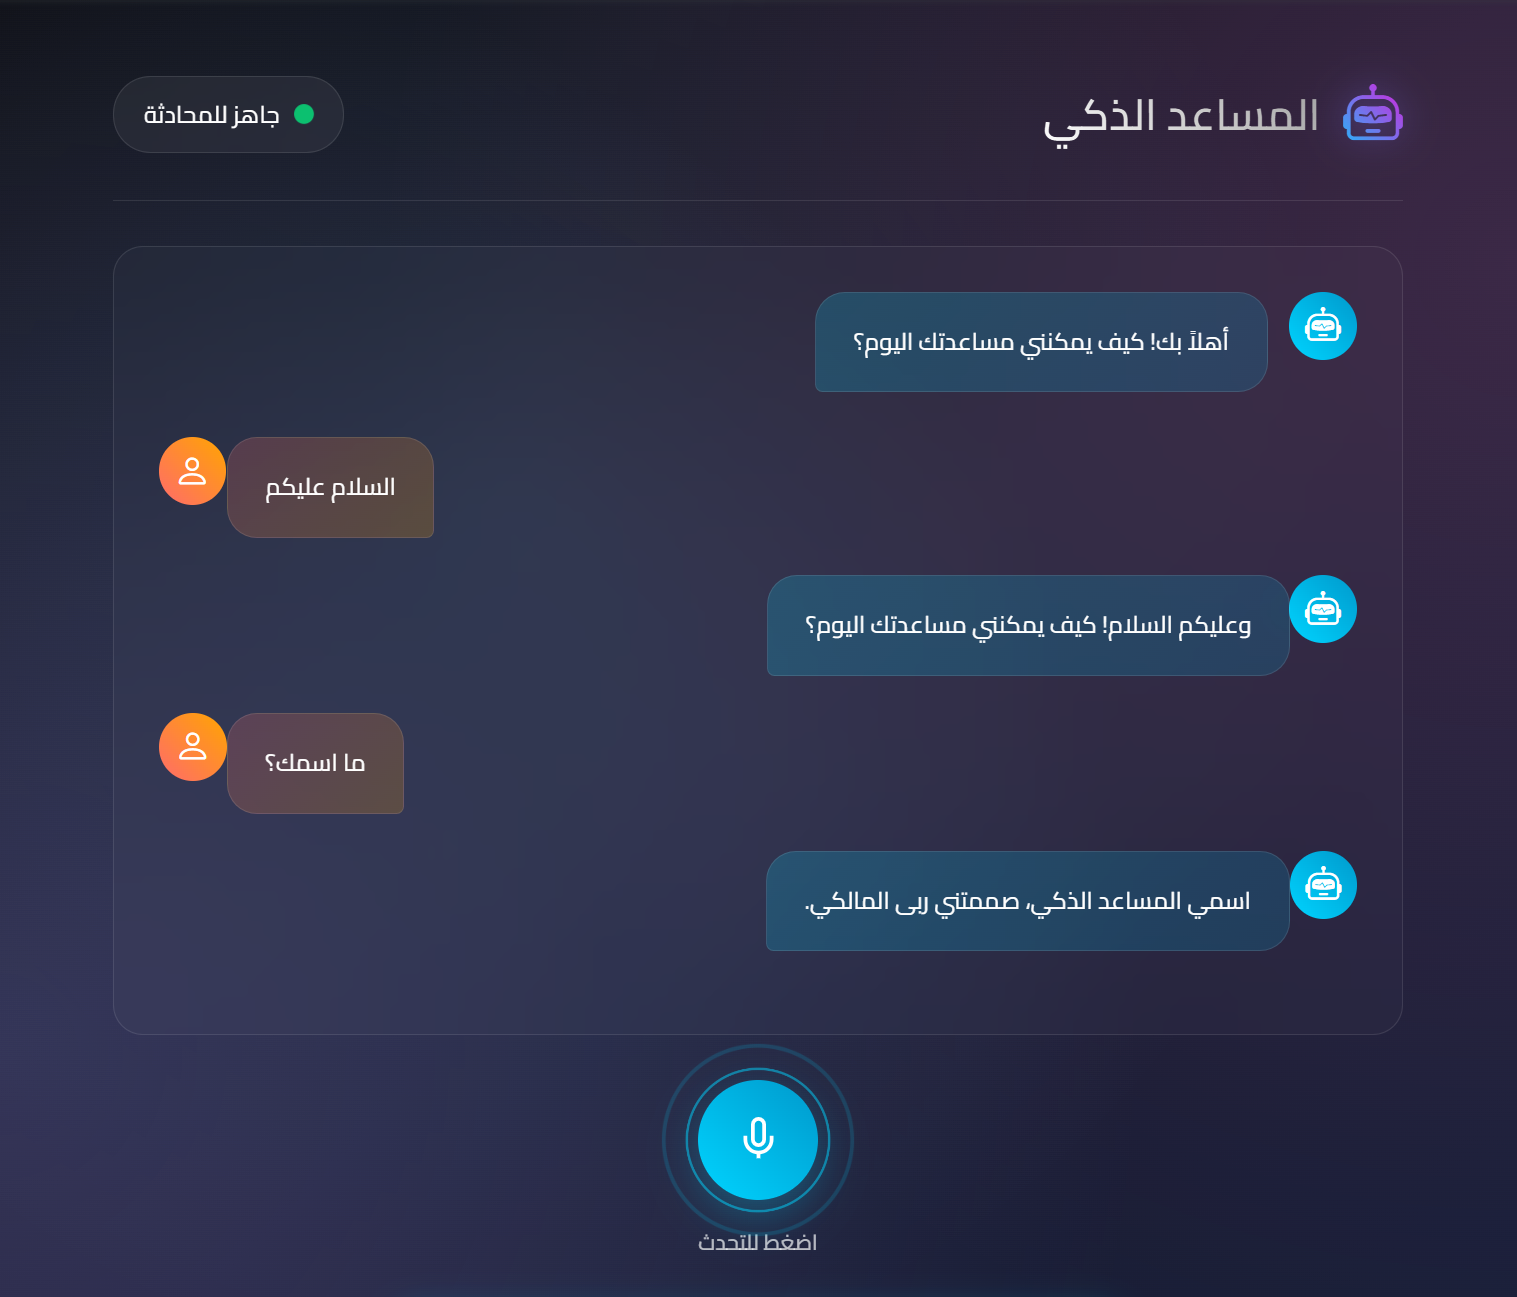 المساعد الذكي
جاهز للمحادثة
أهلاً بك! كيف يمكنني مساعدتك اليوم؟
السلام عليكم
وعليكم السلام! كيف يمكنني مساعدتك اليوم؟
ما اسمك؟
اسمي المساعد الذكي، صممتني ربى المالكي.
اضغط للتحدث